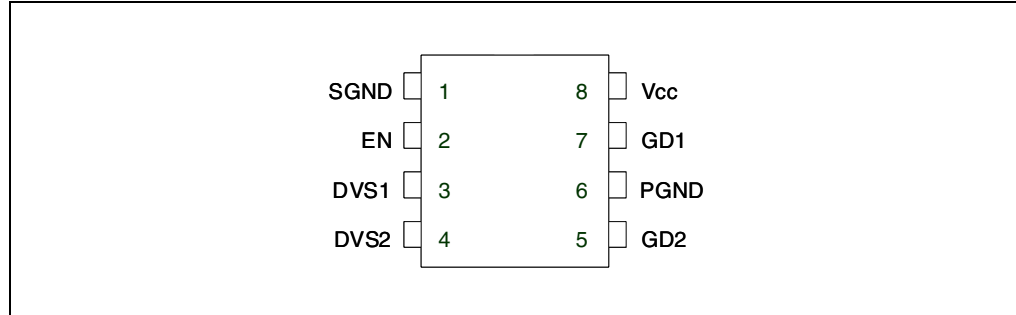 SGND 1 8 Vcc
EN 2 7 GD1
DVS1 3 6 PGND
DVS2 4 5 GD2